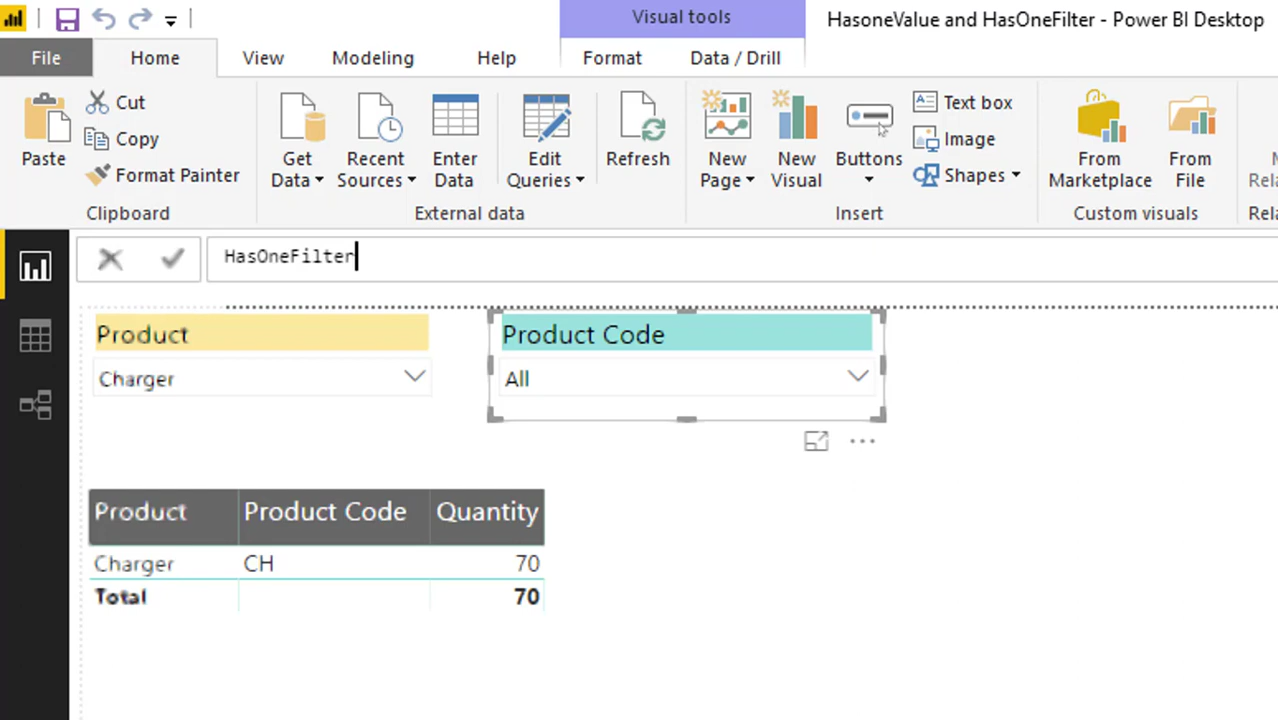 Visual tools
HasoneValue and HasOneFilter - Power BI Desktop
File Home View Modeling Help Format Data / Drill
Paste
Cut
Copy
Format Painter
Clipboard
Get Data
Recent Sources
Enter Data
Edit Queries
Refresh
External data
New Page
New Visual
Buttons
Text box
Image
Shapes
Insert
From Marketplace
From File
Custom visuals
HasOneFilter
Product
Charger
Product Code
All
Product Product Code Quantity
Charger CH 70
Total 70